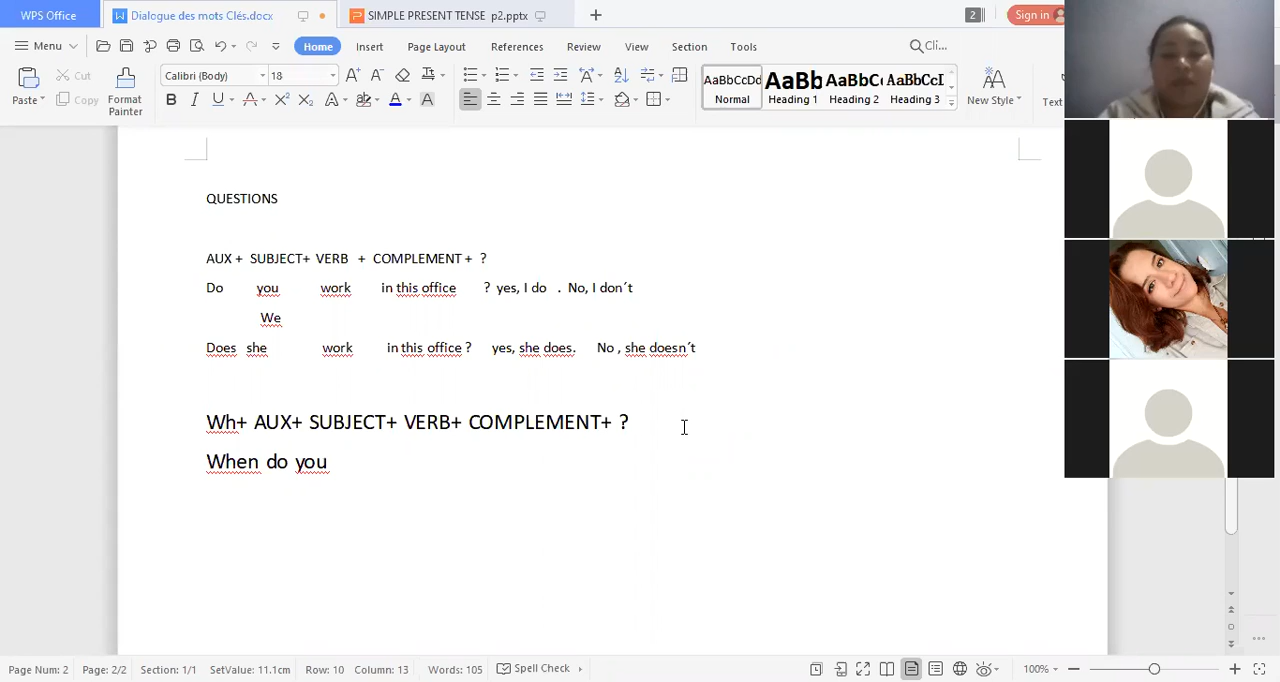 WPS Office
Dialogue des mots Clés.docx
SIMPLE PRESENT TENSE p2.pptx
+
2
Sign in
Menu
Home
Insert
Page Layout
References
Review
View
Section
Tools
Cli...
Paste
Cut
Copy
Format Painter
Calibri (Body)
18
AaBbCcDd
Normal
AaBb
Heading 1
AaBbC
Heading 2
AaBbCcI
Heading 3
New Style
Text
QUESTIONS
AUX + SUBJECT+ VERB + COMPLEMENT + ?
Do you work in this office ? yes, I do . No, I don´t
We
Does she work in this office ? yes, she does. No , she doesn´t
Wh+ AUX+ SUBJECT+ VERB+ COMPLEMENT+ ?
When do you
Page Num: 2 Page: 2/2 Section: 1/1 SetValue: 11.1cm Row: 10 Column: 13 Words: 105 Spell Check 100%